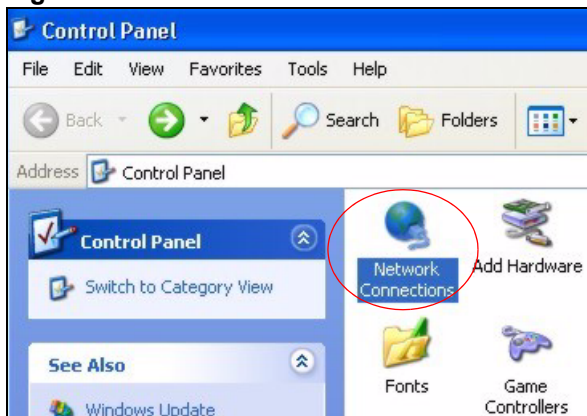 Control Panel
File Edit View Favorites Tools Help
Back Search Folders
Address Control Panel
Control Panel
Switch to Category View
See Also
Windows Update
Network Connections
Add Hardware
Fonts
Game Controllers